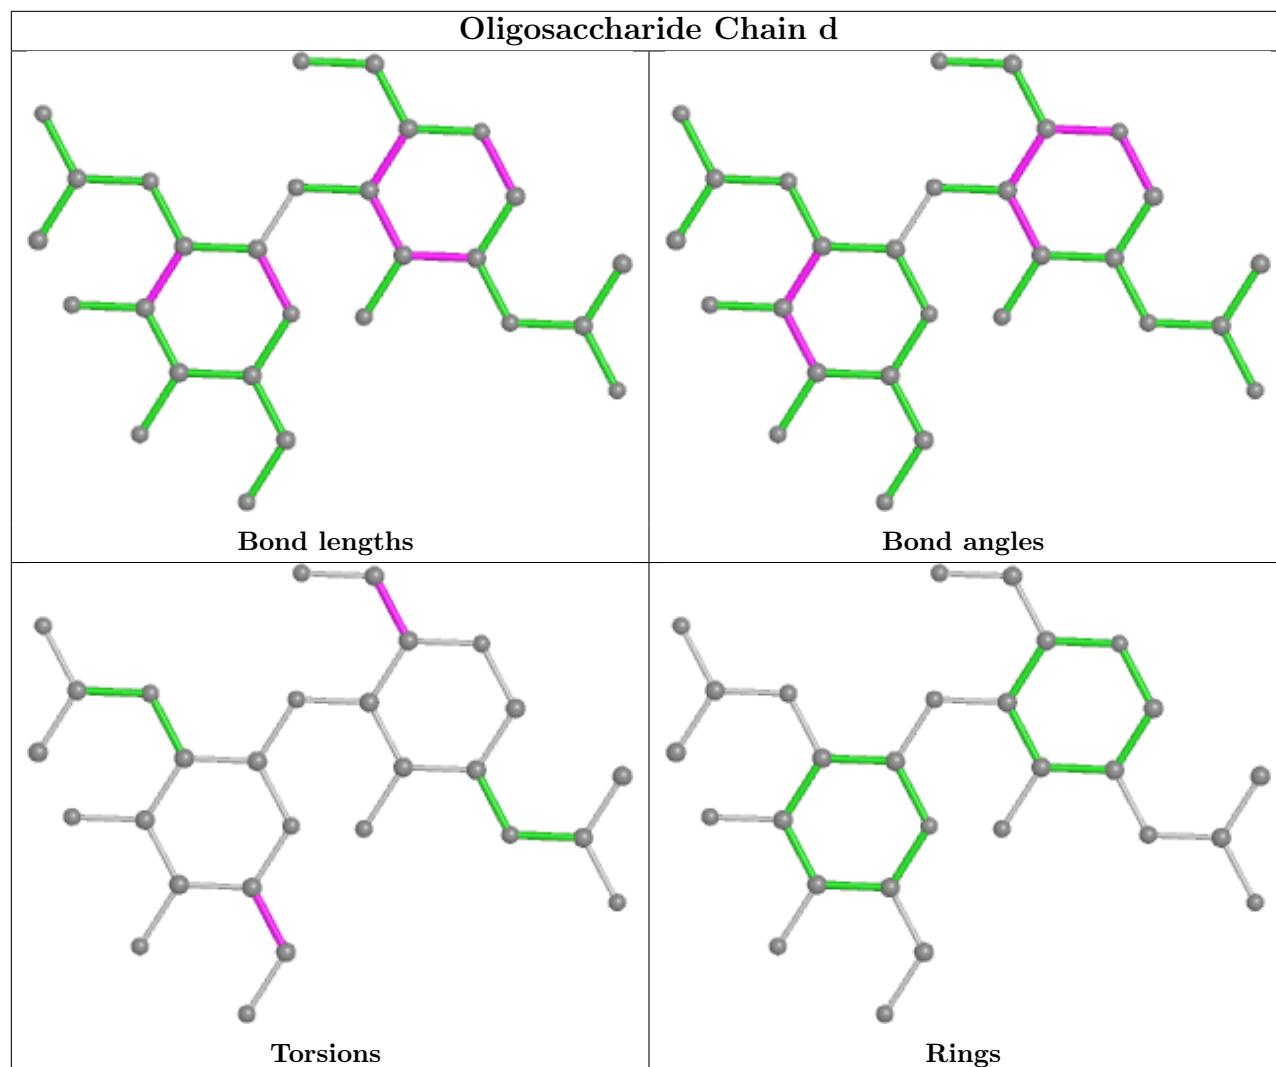 Oligosaccharide Chain d
Bond lengths
Bond angles
Torsions
Rings